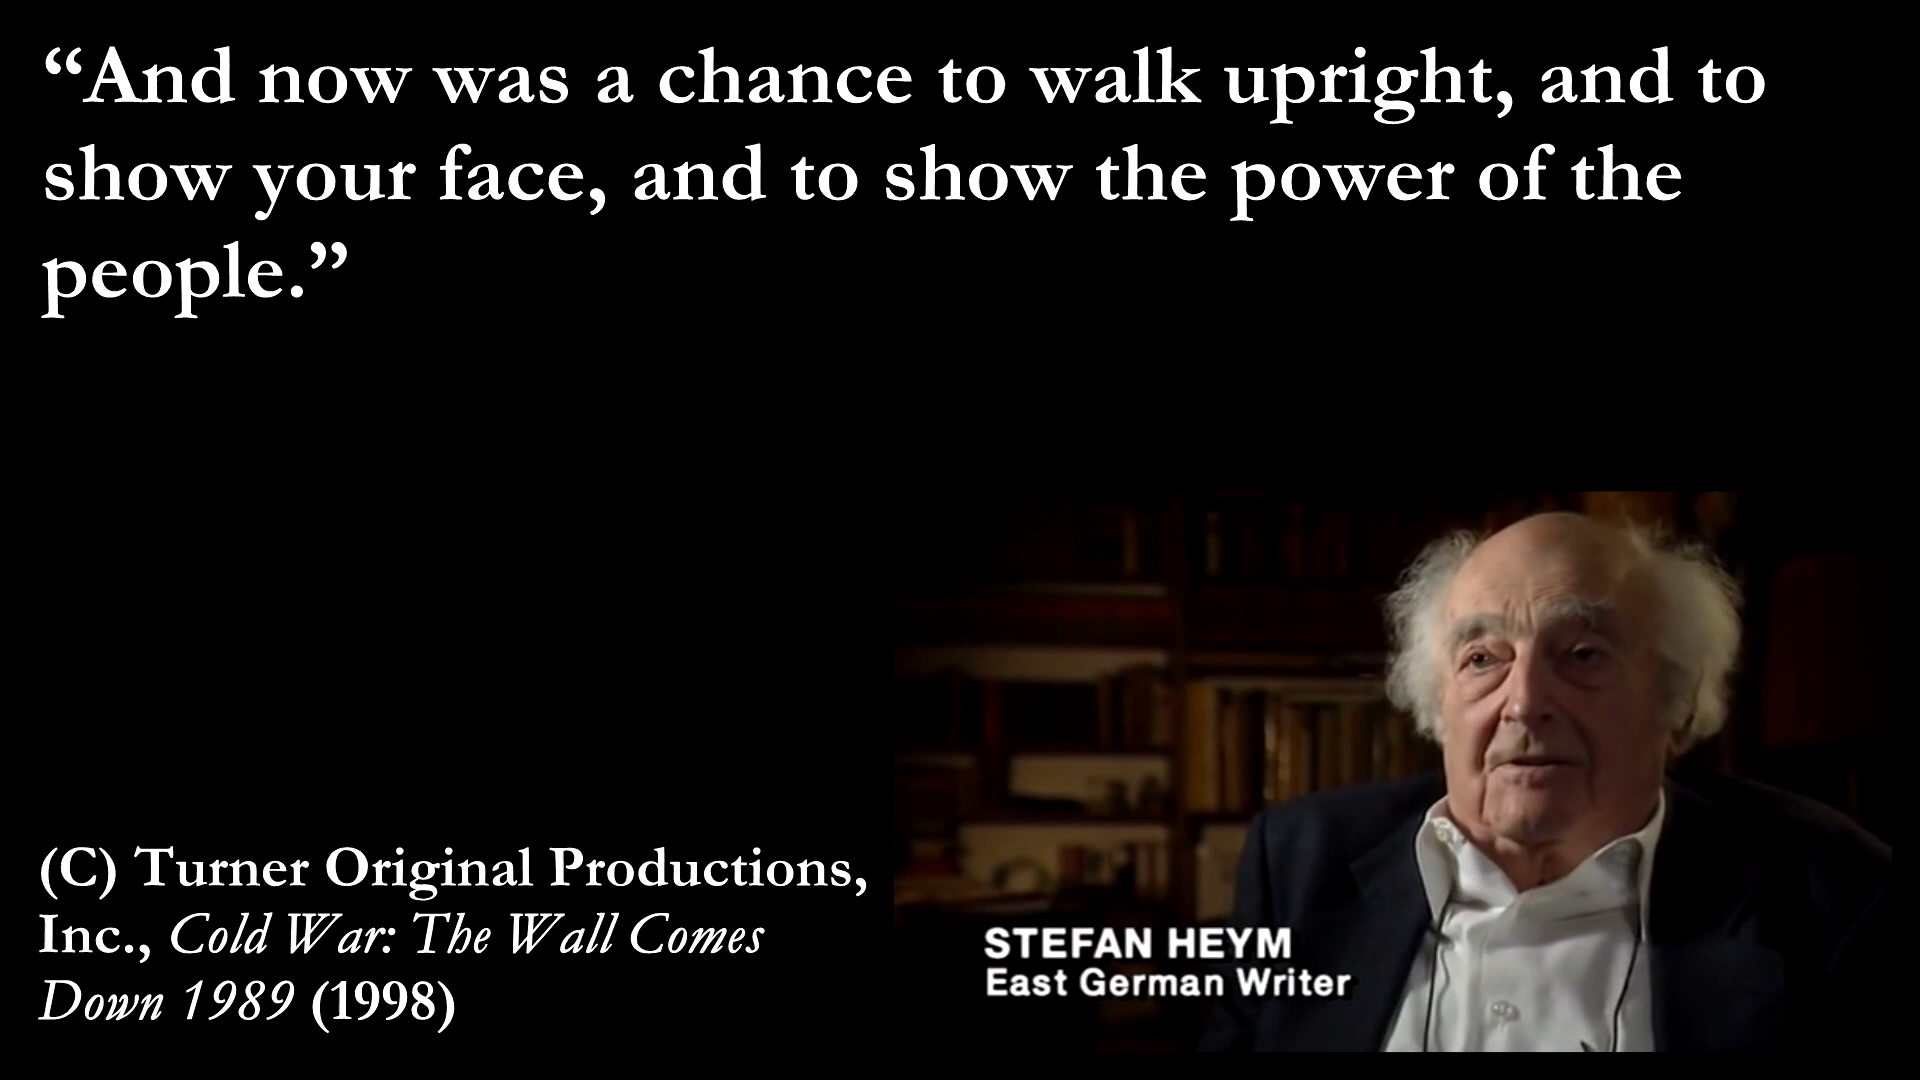 “And now was a chance to walk upright, and to
show your face, and to show the power of the
people.”
(C) Turner Original Productions,
Inc., Cold War: The Wall Comes
Down 1989 (1998)
STEFAN HEYM
East German Writer